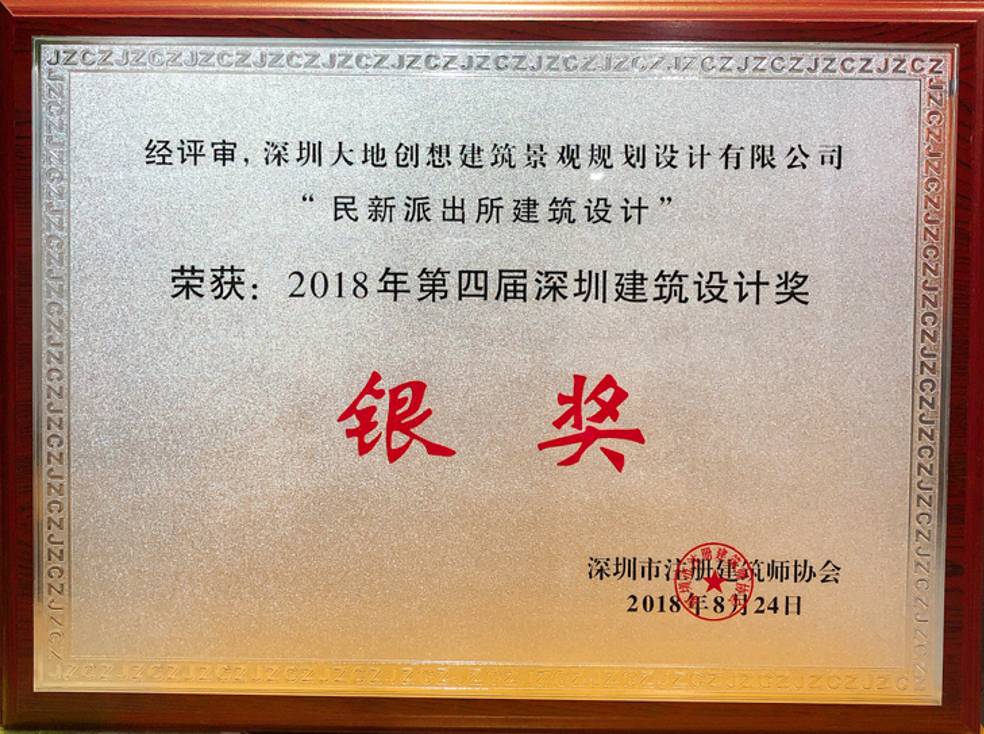 JZCZJZCZJZCZJZCZJZCZJZCZJZCZJZCZJZCZJZCZJZCZJZCZJZCZ
经评审,深圳大地创想建筑景观规划设计有限公司
“民新派出所建筑设计”
荣获：2018年第四届深圳建筑设计奖
银 奖
深圳市注册建筑师协会
2018年8月24日